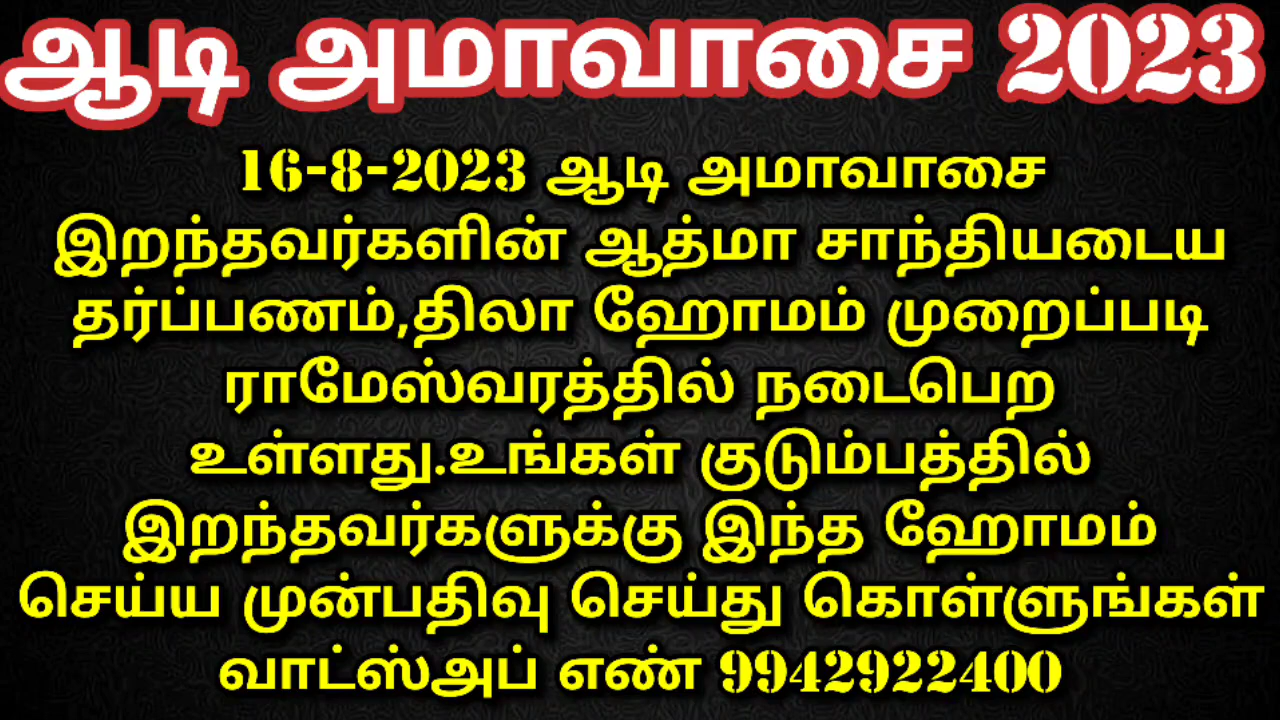 ஆடி அமாவாசை 2023
16-8-2023 ஆடி அமாவாசை
இறந்தவர்களின் ஆத்மா சாந்தியடைய
தர்ப்பணம்,திலா ஹோமம் முறைப்படி
ராமேஸ்வரத்தில் நடைபெற
உள்ளது.உங்கள் குடும்பத்தில்
இறந்தவர்களுக்கு இந்த ஹோமம்
செய்ய முன்பதிவு செய்து கொள்ளுங்கள்
வாட்ஸ்அப் எண் 9942922400